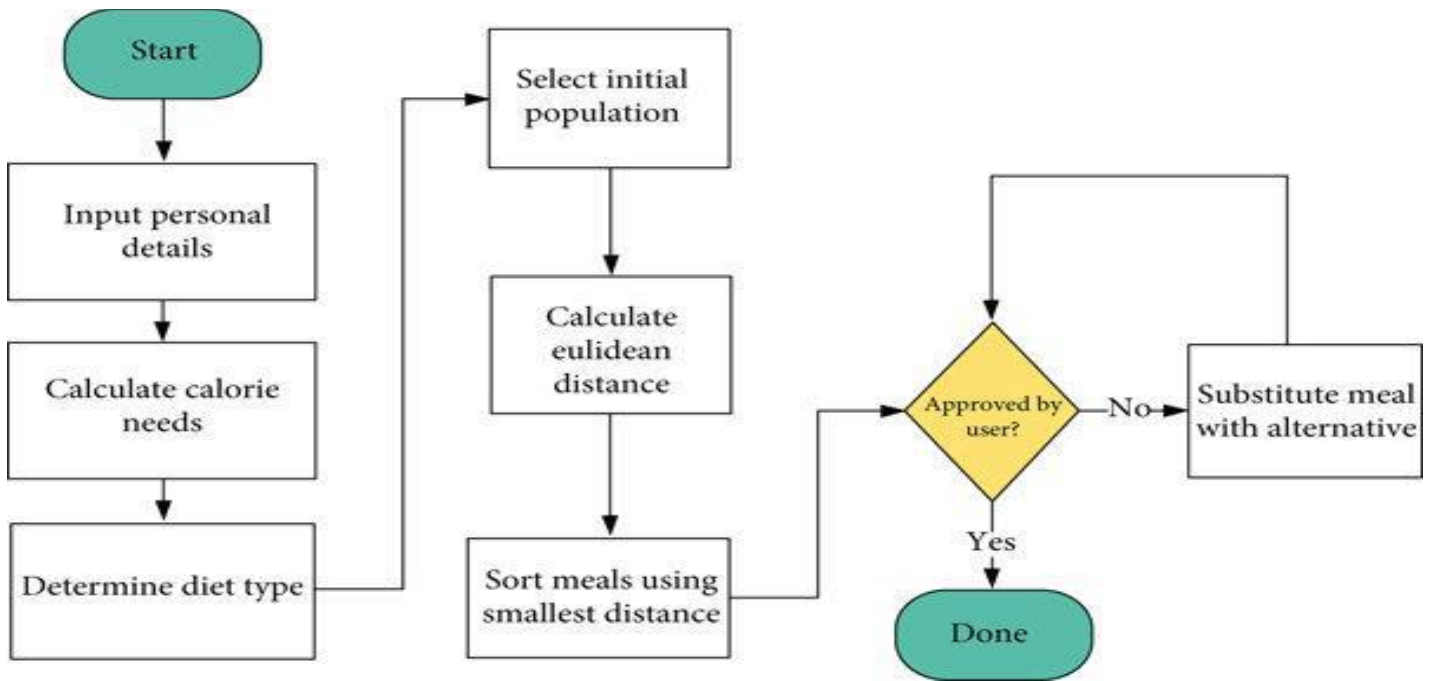 Start
Input personal
details
Calculate calorie
needs
Determine diet type
Select initial
population
Calculate
eulidean
distance
Sort meals using
smallest distance
Approved by
user?
No
Substitute meal
with alternative
Yes
Done